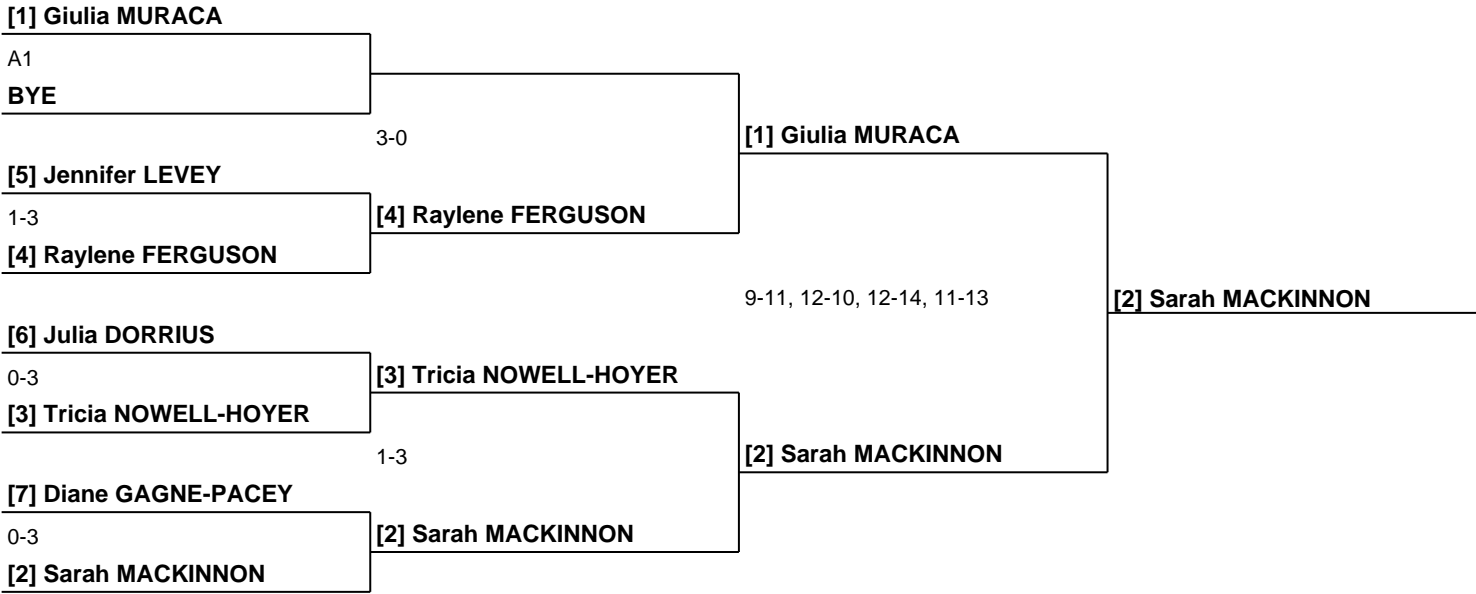 [1] Giulia MURACA
A1
BYE
3-0
[1] Giulia MURACA
[5] Jennifer LEVEY
1-3
[4] Raylene FERGUSON
[4] Raylene FERGUSON
9-11, 12-10, 12-14, 11-13
[2] Sarah MACKINNON
[6] Julia DORRIUS
0-3
[3] Tricia NOWELL-HOYER
[3] Tricia NOWELL-HOYER
1-3
[2] Sarah MACKINNON
[7] Diane GAGNE-PACEY
0-3
[2] Sarah MACKINNON
[2] Sarah MACKINNON